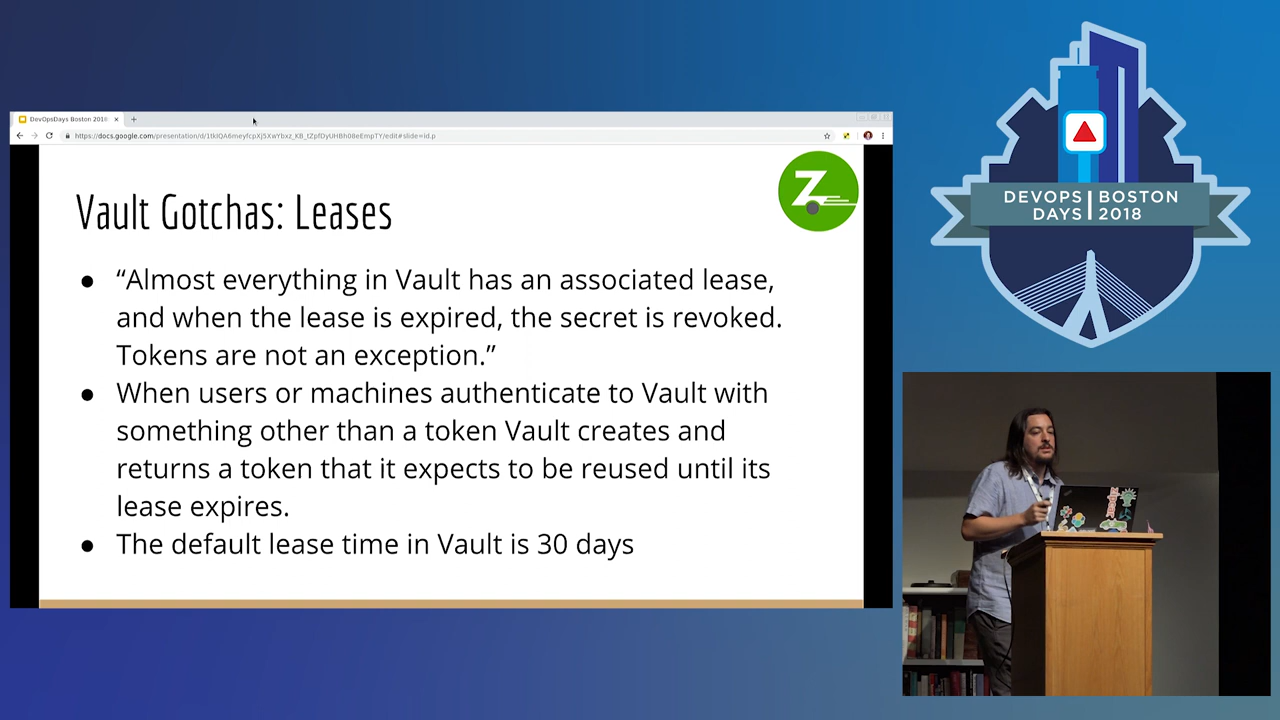 DevOpsDays Boston 2018
Vault Gotchas: Leases
Z
● “Almost everything in Vault has an associated lease,
and when the lease is expired, the secret is revoked.
Tokens are not an exception.”
● When users or machines authenticate to Vault with
something other than a token Vault creates and
returns a token that it expects to be reused until its
lease expires.
● The default lease time in Vault is 30 days
DEVOPS BOSTON
DAYS 2018